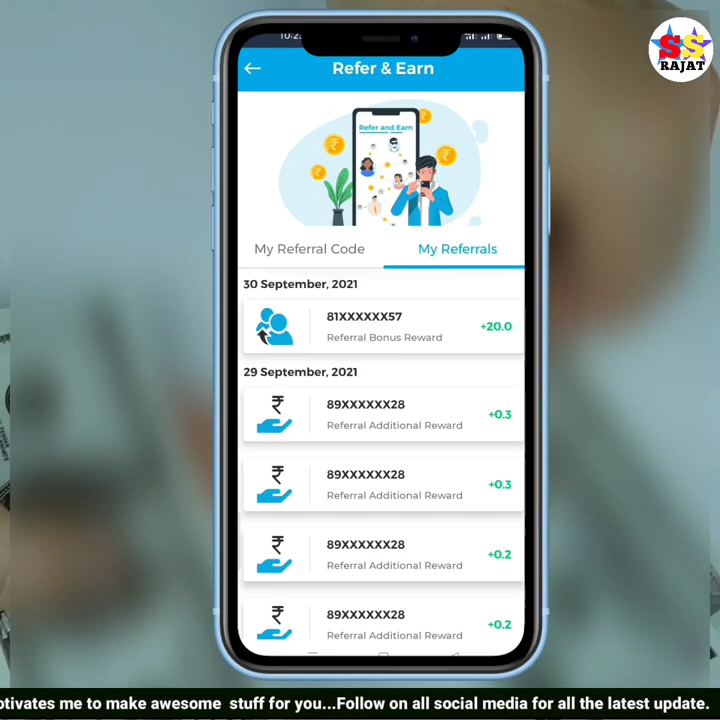 SS
RAJAT
Refer & Earn
Refer and Earn
My Referral Code
My Referrals
30 September, 2021
81XXXXXX57
Referral Bonus Reward
+20.0
29 September, 2021
89XXXXXX28
Referral Additional Reward
+0.3
89XXXXXX28
Referral Additional Reward
+0.3
89XXXXXX28
Referral Additional Reward
+0.2
89XXXXXX28
Referral Additional Reward
+0.2
me to make awesome stuff for you...Follow on all social media for all the latest update.